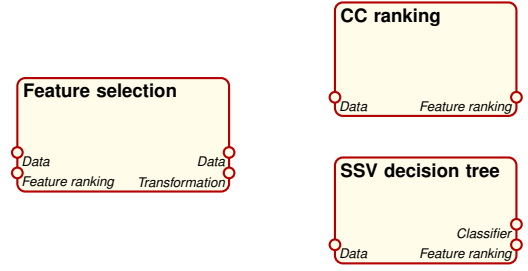 Feature selection
Data Data
Feature ranking Transformation
CC ranking
Data Feature ranking
SSV decision tree
Classifier
Data Feature ranking